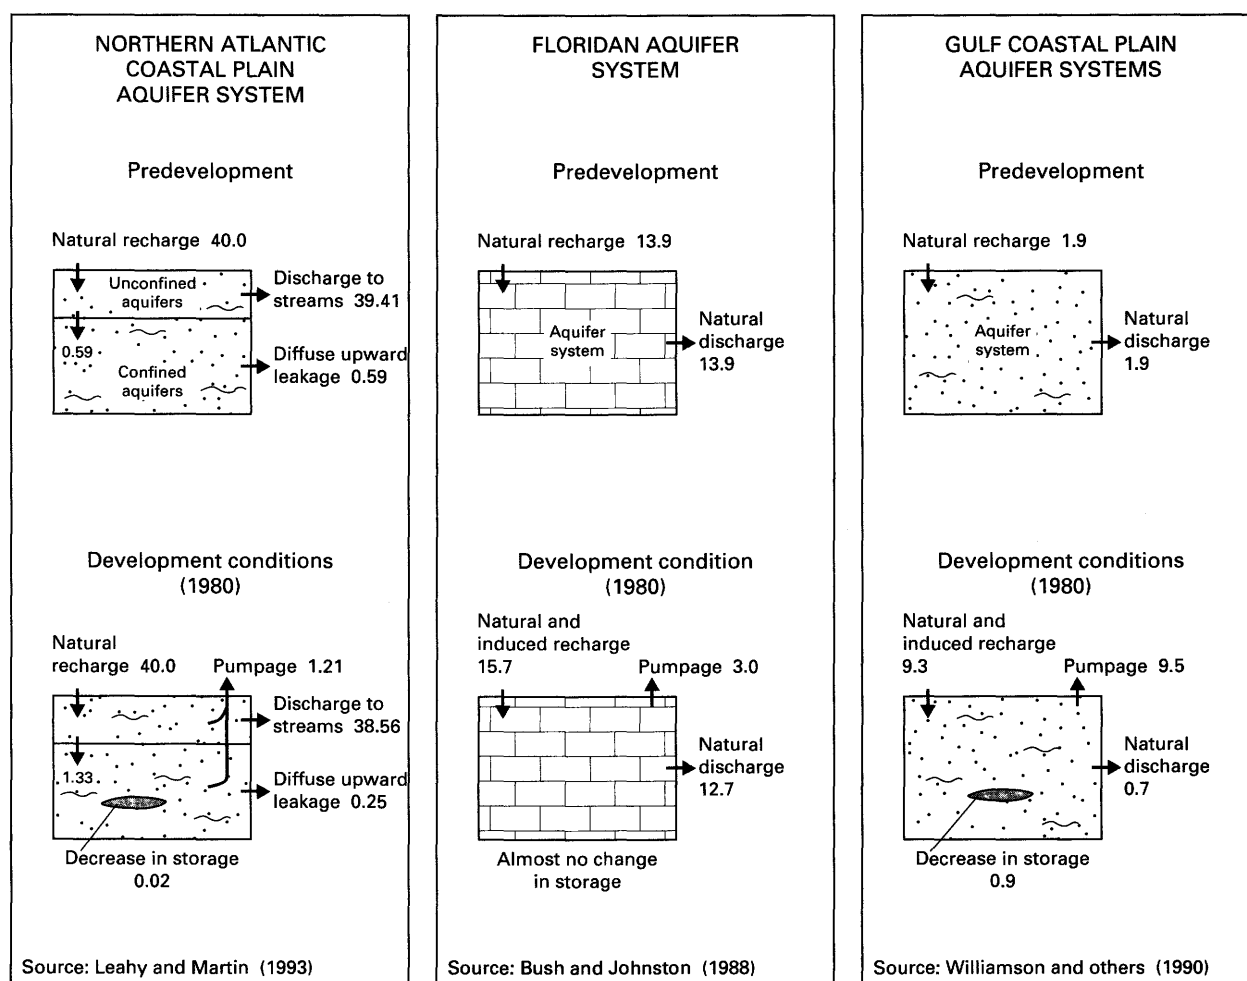 NORTHERN ATLANTIC
COASTAL PLAIN
AQUIFER SYSTEM
Predevelopment
Natural recharge 40.0
Unconfined
aquifers
Discharge to
streams 39.41
0.59
Confined
aquifers
Diffuse upward
leakage 0.59
Development conditions
(1980)
Natural
recharge 40.0
Pumpage 1.21
Discharge to
streams 38.56
1.33
Diffuse upward
leakage 0.25
Decrease in storage
0.02
Source: Leahy and Martin (1993)
FLORIDAN AQUIFER
SYSTEM
Predevelopment
Natural recharge 13.9
Aquifer
system
Natural
discharge
13.9
Development condition
(1980)
Natural and
induced recharge
15.7
Pumpage 3.0
Natural
discharge
12.7
Almost no change
in storage
Source: Bush and Johnston (1988)
GULF COASTAL PLAIN
AQUIFER SYSTEMS
Predevelopment
Natural recharge 1.9
Aquifer
system
Natural
discharge
1.9
Development conditions
(1980)
Natural and
induced recharge
9.3
Pumpage 9.5
Natural
discharge
0.7
Decrease in storage
0.9
Source: Williamson and others (1990)